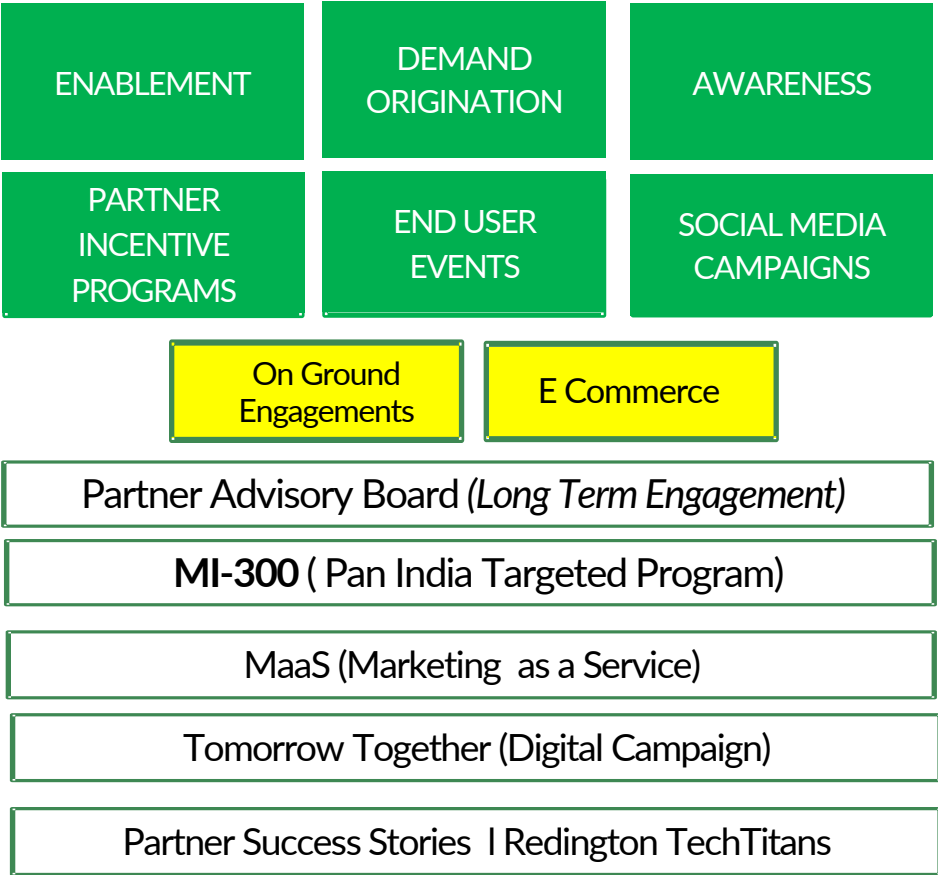 ENABLEMENT
DEMAND
ORIGINATION
AWARENESS
PARTNER
INCENTIVE
PROGRAMS
END USER
EVENTS
SOCIAL MEDIA
CAMPAIGNS
On Ground
Engagements
E Commerce
Partner Advisory Board (Long Term Engagement)
MI-300 ( Pan India Targeted Program)
MaaS (Marketing as a Service)
Tomorrow Together (Digital Campaign)
Partner Success Stories l Redington TechTitans